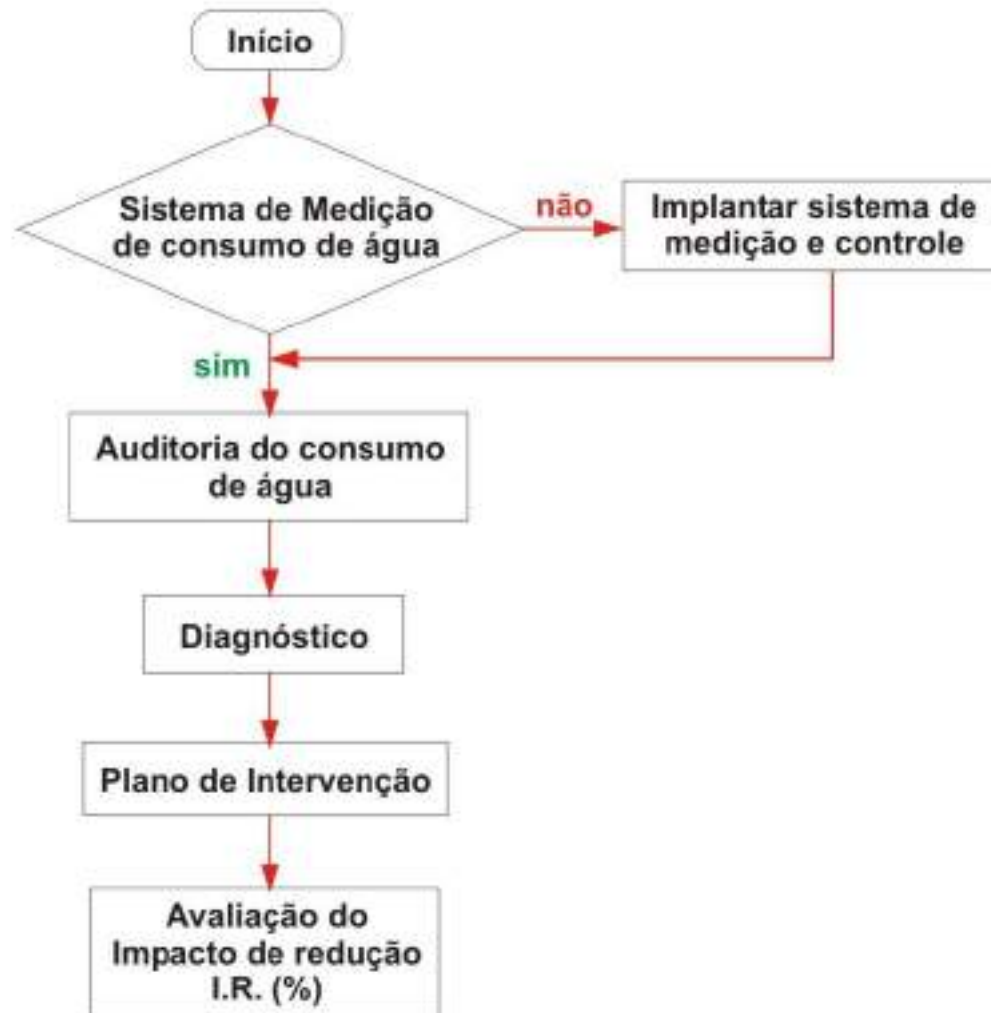 Início
Sistema de Medição
de consumo de água
não
Implantar sistema de
medição e controle
sim
Auditoria do consumo
de água
Diagnóstico
Plano de Intervenção
Avaliação do
Impacto de redução
I.R. (%)